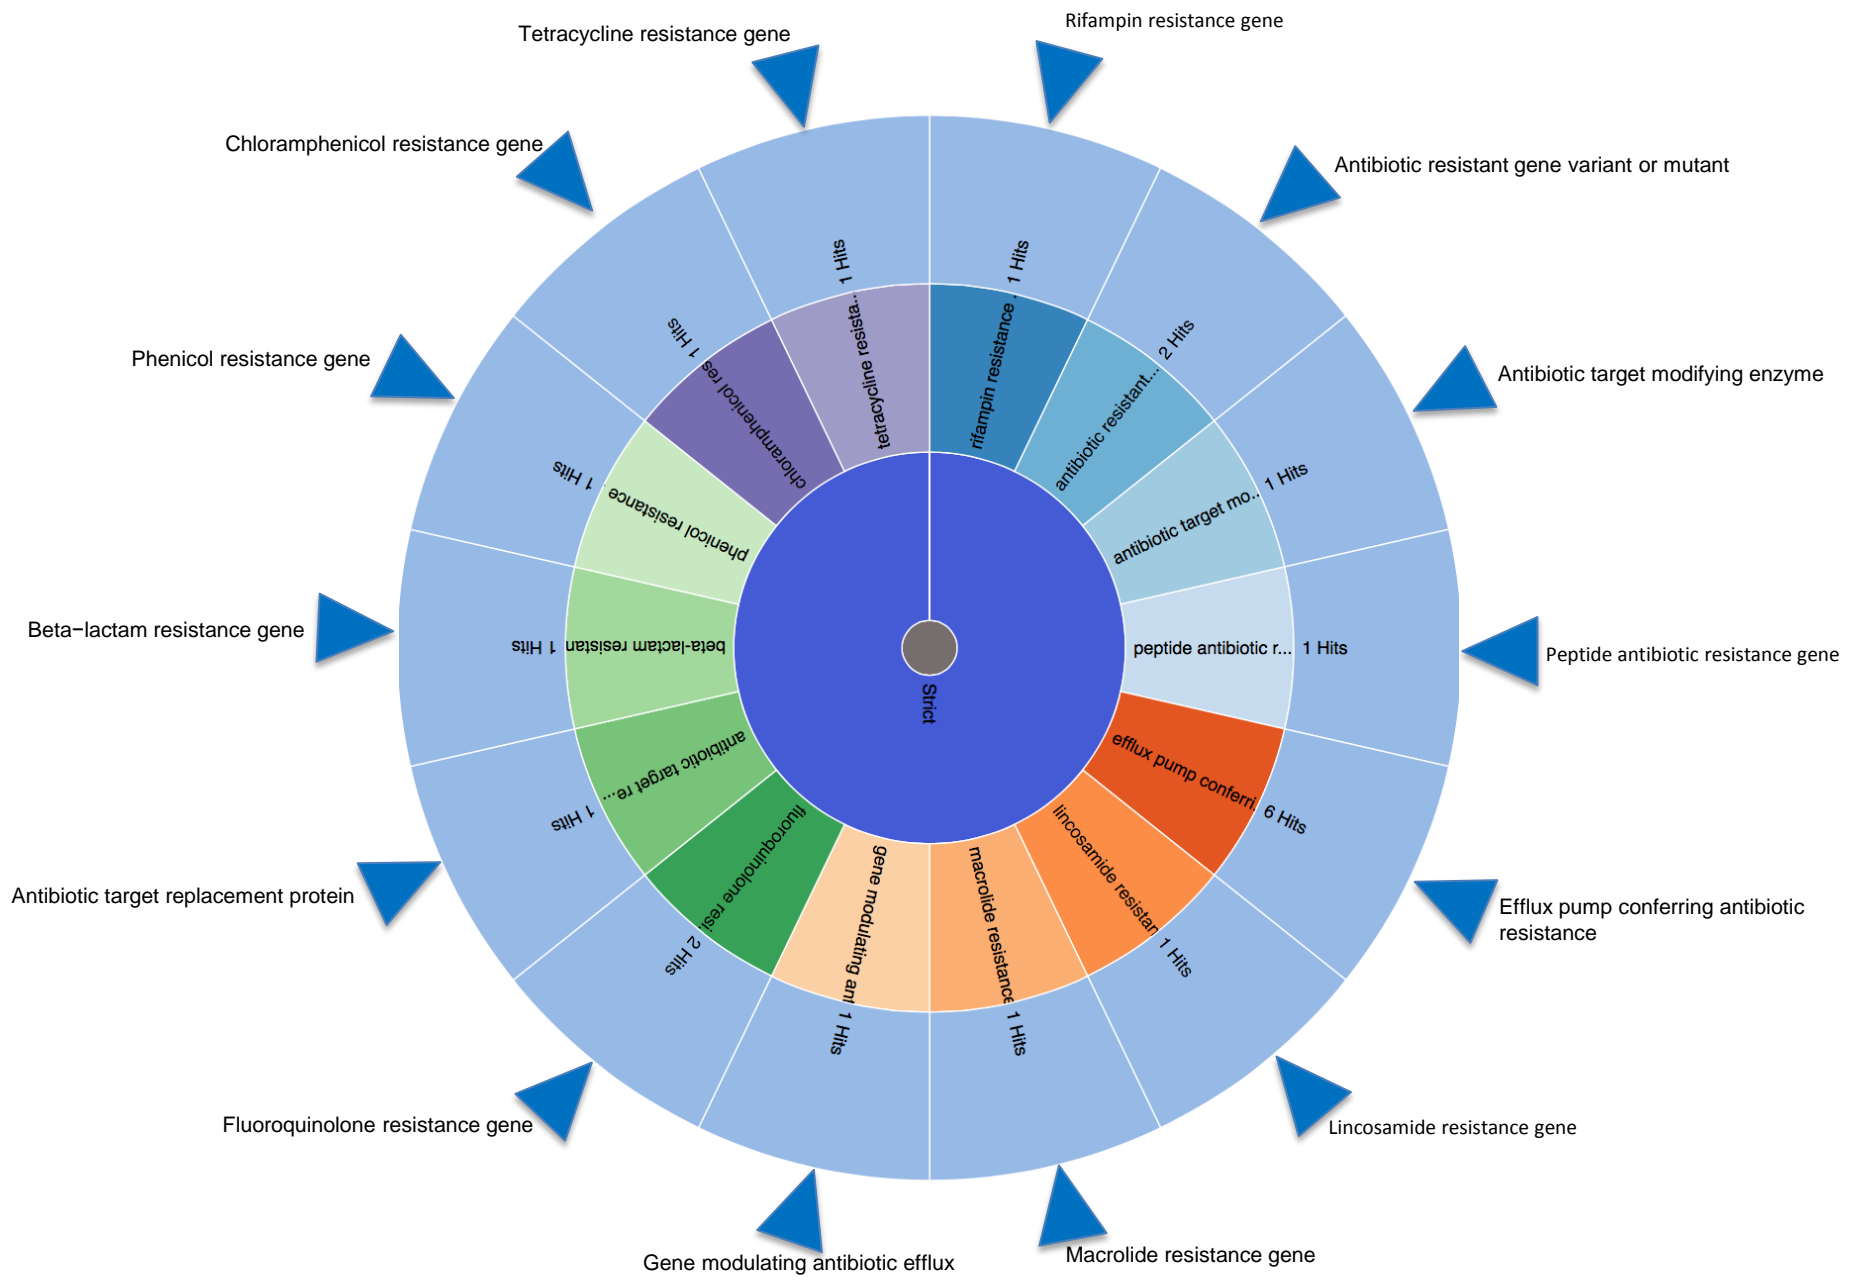 Rifampin resistance gene
Tetracycline resistance gene
Chloramphenicol resistance gene
Antibiotic resistant gene variant or mutant
Phenicol resistance gene
Antibiotic target modifying enzyme
Beta−lactam resistance gene
Peptide antibiotic resistance gene
Antibiotic target replacement protein
Efflux pump conferring antibiotic
resistance
Fluoroquinolone resistance gene
Lincosamide resistance gene
Gene modulating antibiotic efflux
Macrolide resistance gene
rifampin resistance .
1 Hits
antibiotic resistant...
2 Hits
antibiotic target mo..
1 Hits
peptide antibiotic r...
1 Hits
efflux pump conferri.
6 Hits
lincosamide resistan
1 Hits
macrolide resistance
1 Hits
gene modulating ant
1 Hits
fluoroquinolone resi.
2 Hits
antibiotic target re...
1 Hits
beta-lactam resistan
1 Hits
phenicol resistance .
1 Hits
chloramphenicol res
1 Hits
tetracycline resista...
1 Hits
Strict